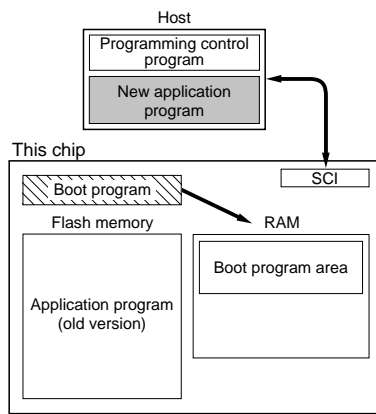 Host
Programming control
program
New application
program
This chip
SCI
Boot program
Flash memory
RAM
Boot program area
Application program
(old version)